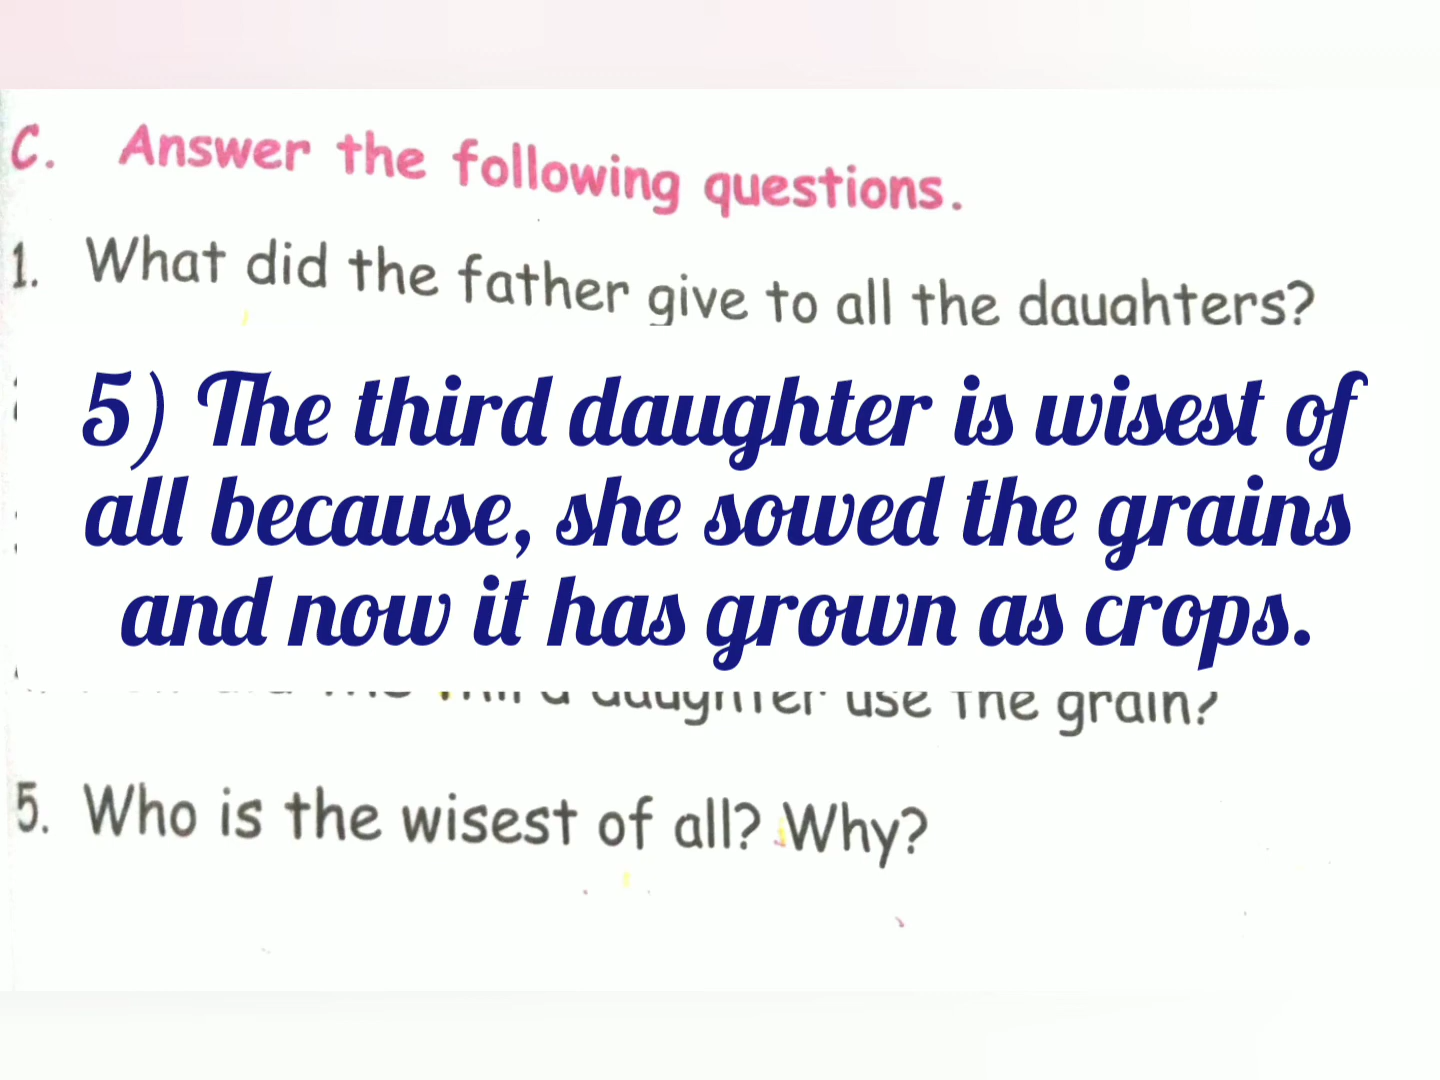 C. Answer the following questions.
1. What did the father give to all the daughters?
5) The third daughter is wisest of
all because, she sowed the grains
and now it has grown as crops.
daughter use the grain?
5. Who is the wisest of all? Why?